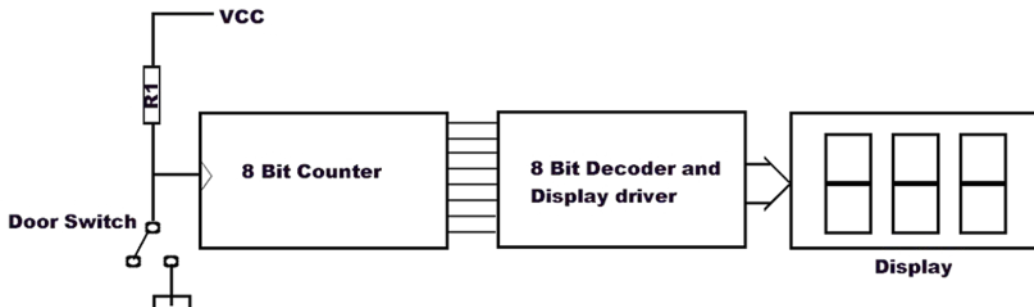 VCC
R1
8 Bit Counter
8 Bit Decoder and
Display driver
Door Switch
Display